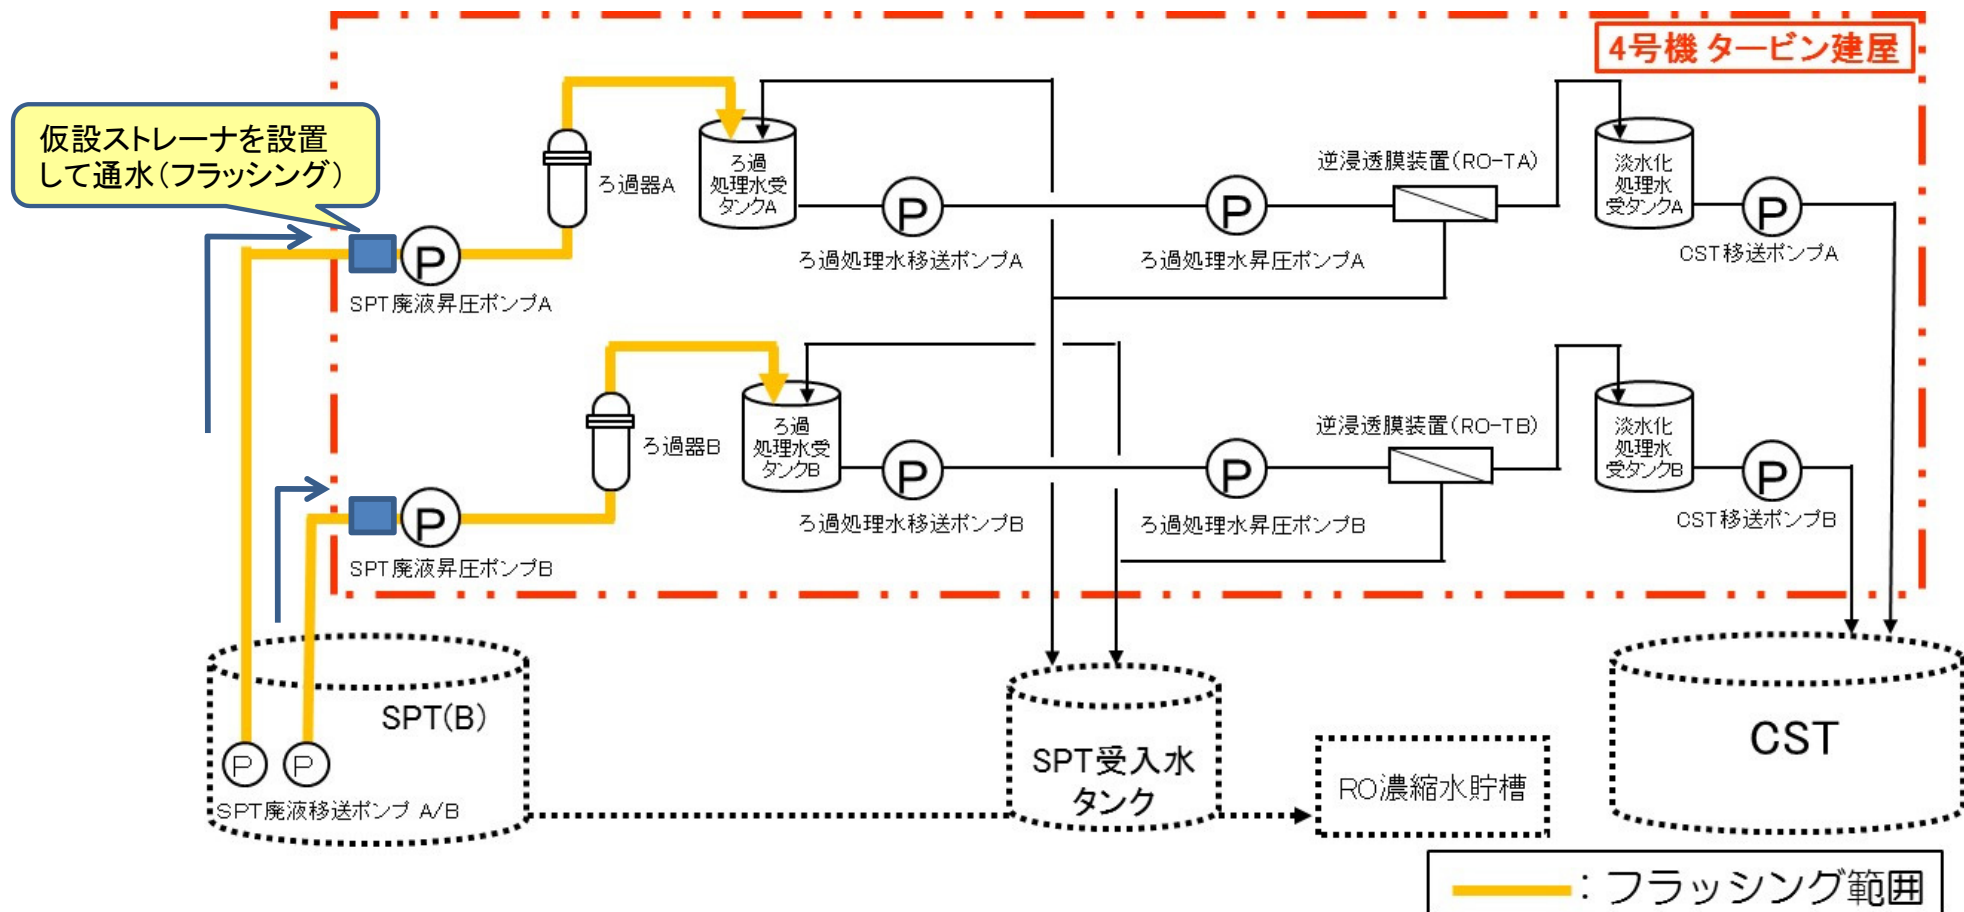 4号機 タービン建屋
仮設ストレーナを設置
して通水(フラッシング)
ろ過器A
ろ過
処理水受
タンクA
逆浸透膜装置(RO-TA)
淡水化
処理水
受タンクA
P
P
P
P
SPT廃液昇圧ポンプA
ろ過処理水移送ポンプA
ろ過処理水昇圧ポンプA
CST移送ポンプA
ろ過器B
ろ過
処理水受
タンクB
逆浸透膜装置(RO-TB)
淡水化
処理水
受タンクB
P
P
P
P
SPT廃液昇圧ポンプB
ろ過処理水移送ポンプB
ろ過処理水昇圧ポンプB
CST移送ポンプB
SPT(B)
P
P
SPT廃液移送ポンプ A/B
SPT受入水
タンク
RO濃縮水貯槽
CST
:フラッシング範囲